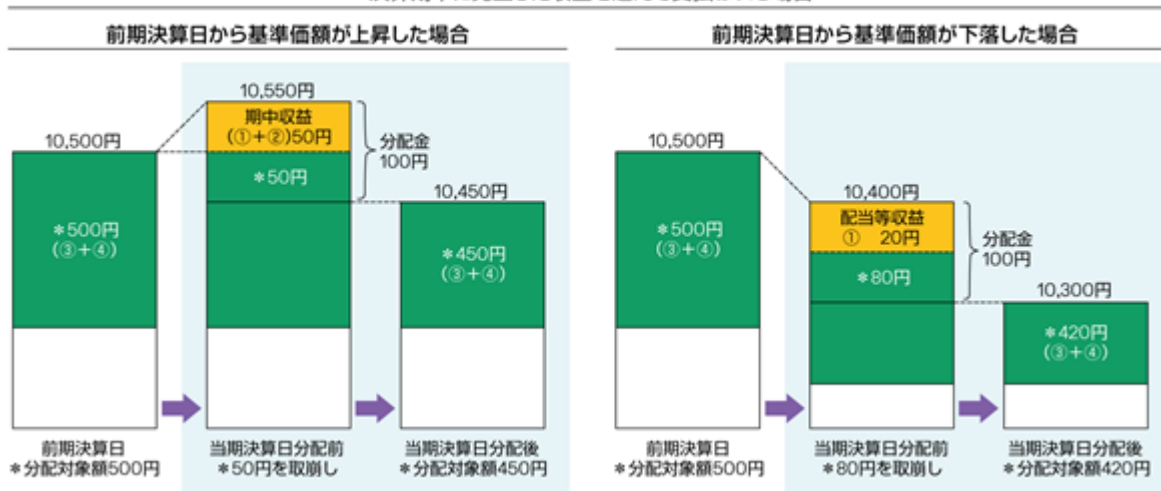 前期決算日から基準価額が上昇した場合
10,500円
*500円
(③+④)
10,550円
期中収益
(①+②)50円
*50円
分配金
100円
10,450円
*450円
(③+④)
前期決算日
*分配対象額500円
当期決算日分配前
*50円を取崩し
当期決算日分配後
*分配対象額450円
前期決算日から基準価額が下落した場合
10,500円
*500円
(③+④)
10,400円
配当等収益
① 20円
*80円
分配金
100円
10,300円
*420円
(③+④)
前期決算日
*分配対象額500円
当期決算日分配前
*80円を取崩し
当期決算日分配後
*分配対象額420円